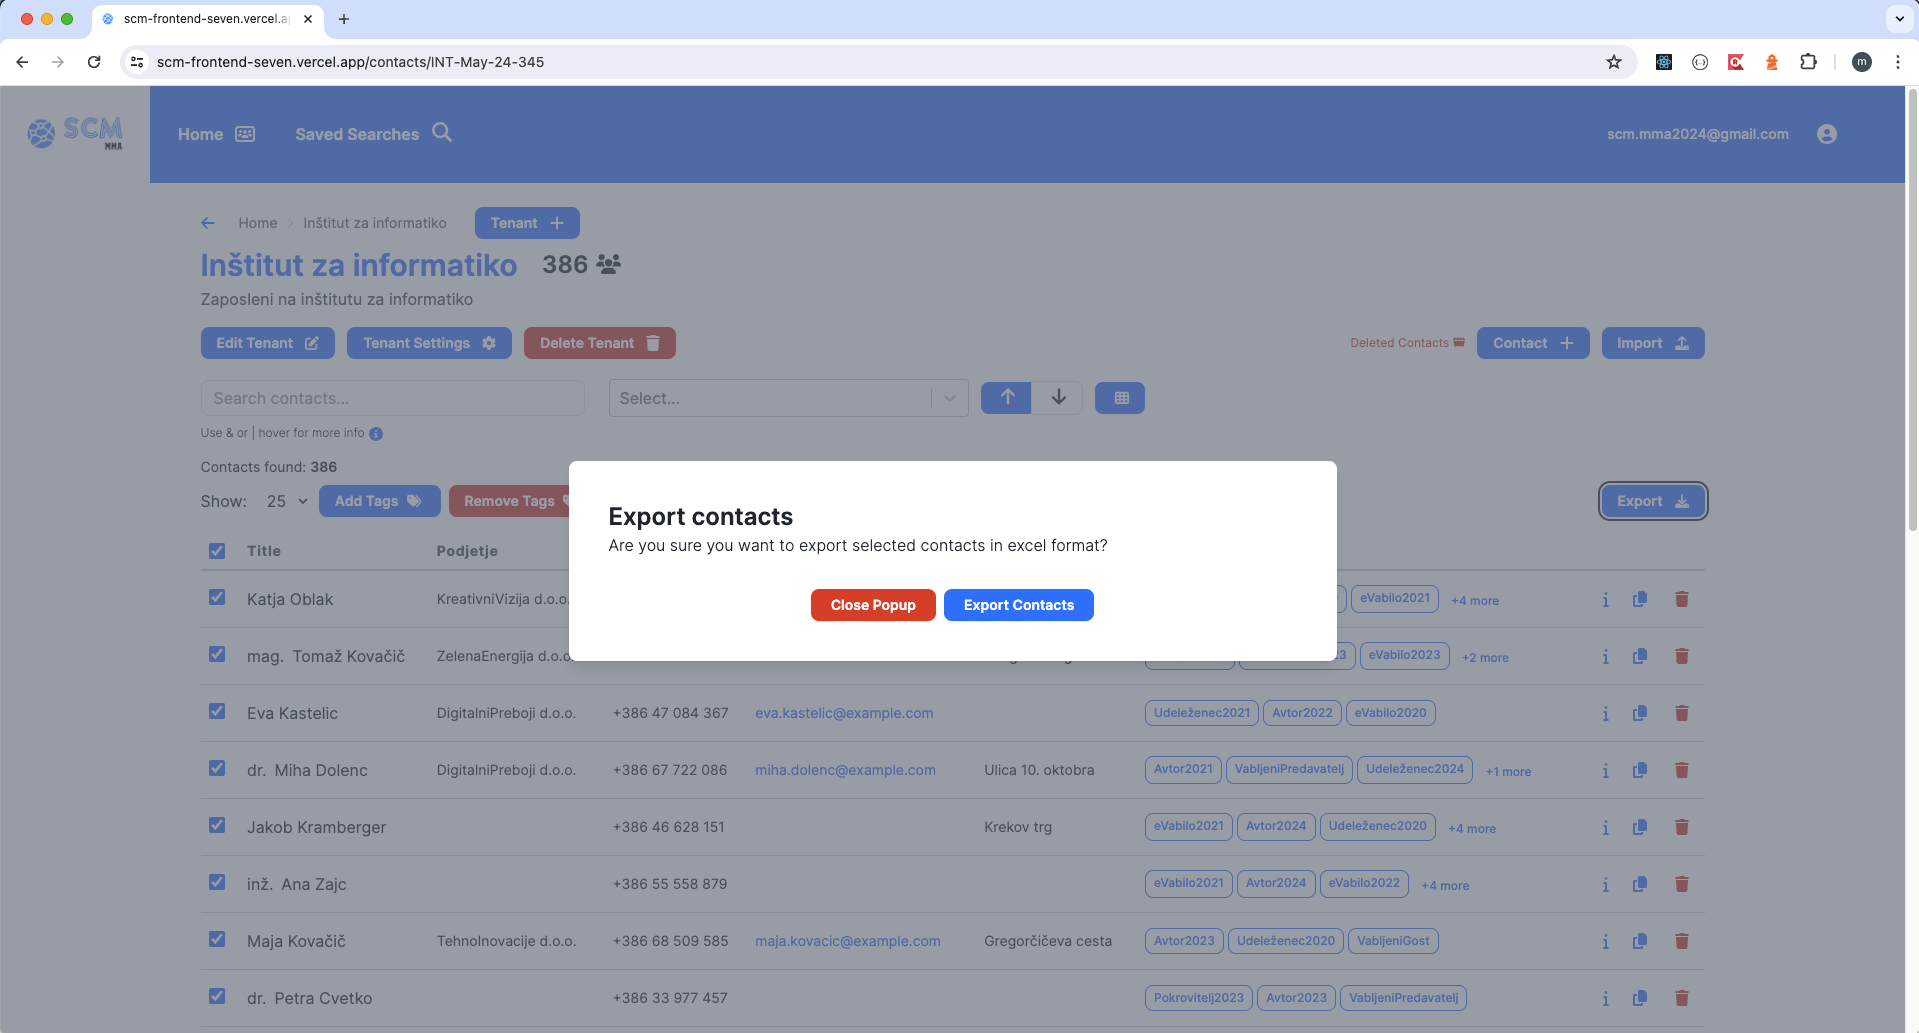 scm-frontend-seven.vercel.a
scm-frontend-seven.vercel.app/contacts/INT-May-24-345
m
SCM
MMA
Home
Saved Searches
scm.mma2024@gmail.com
Home > Inštitut za informatiko
Tenant +
Inštitut za informatiko 386
Zaposleni na inštitutu za informatiko
Edit Tenant
Tenant Settings
Delete Tenant
Deleted Contacts
Contact +
Import
Search contacts...
Select...
Use & or | hover for more info
Contacts found: 386
Show: 25
Add Tags
Remove Tags
Export
Export contacts
Are you sure you want to export selected contacts in excel format?
Close Popup
Export Contacts
Title Podjetje
Katja Oblak KreativniVizija d.o.o. eVabilo2021 +4 more
mag. Tomaž Kovačič ZelenaEnergija d.o.o. 3 eVabilo2023 +2 more
Eva Kastelic DigitalniPreboji d.o.o. +386 47 084 367 eva.kastelic@example.com Udeleženec2021 Avtor2022 eVabilo2020
dr. Miha Dolenc DigitalniPreboji d.o.o. +386 67 722 086 miha.dolenc@example.com Ulica 10. oktobra Avtor2021 VabljeniPredavatelj Udeleženec2024 +1 more
Jakob Kramberger +386 46 628 151 Krekov trg eVabilo2021 Avtor2024 Udeleženec2020 +4 more
inž. Ana Zajc +386 55 558 879 eVabilo2021 Avtor2024 eVabilo2022 +4 more
Maja Kovačič TehnoInovacije d.o.o. +386 68 509 585 maja.kovacic@example.com Gregorčičeva cesta Avtor2023 Udeleženec2020 VabljeniGost
dr. Petra Cvetko +386 33 977 457 Pokrovitelj2023 Avtor2023 VabljeniPredavatelj